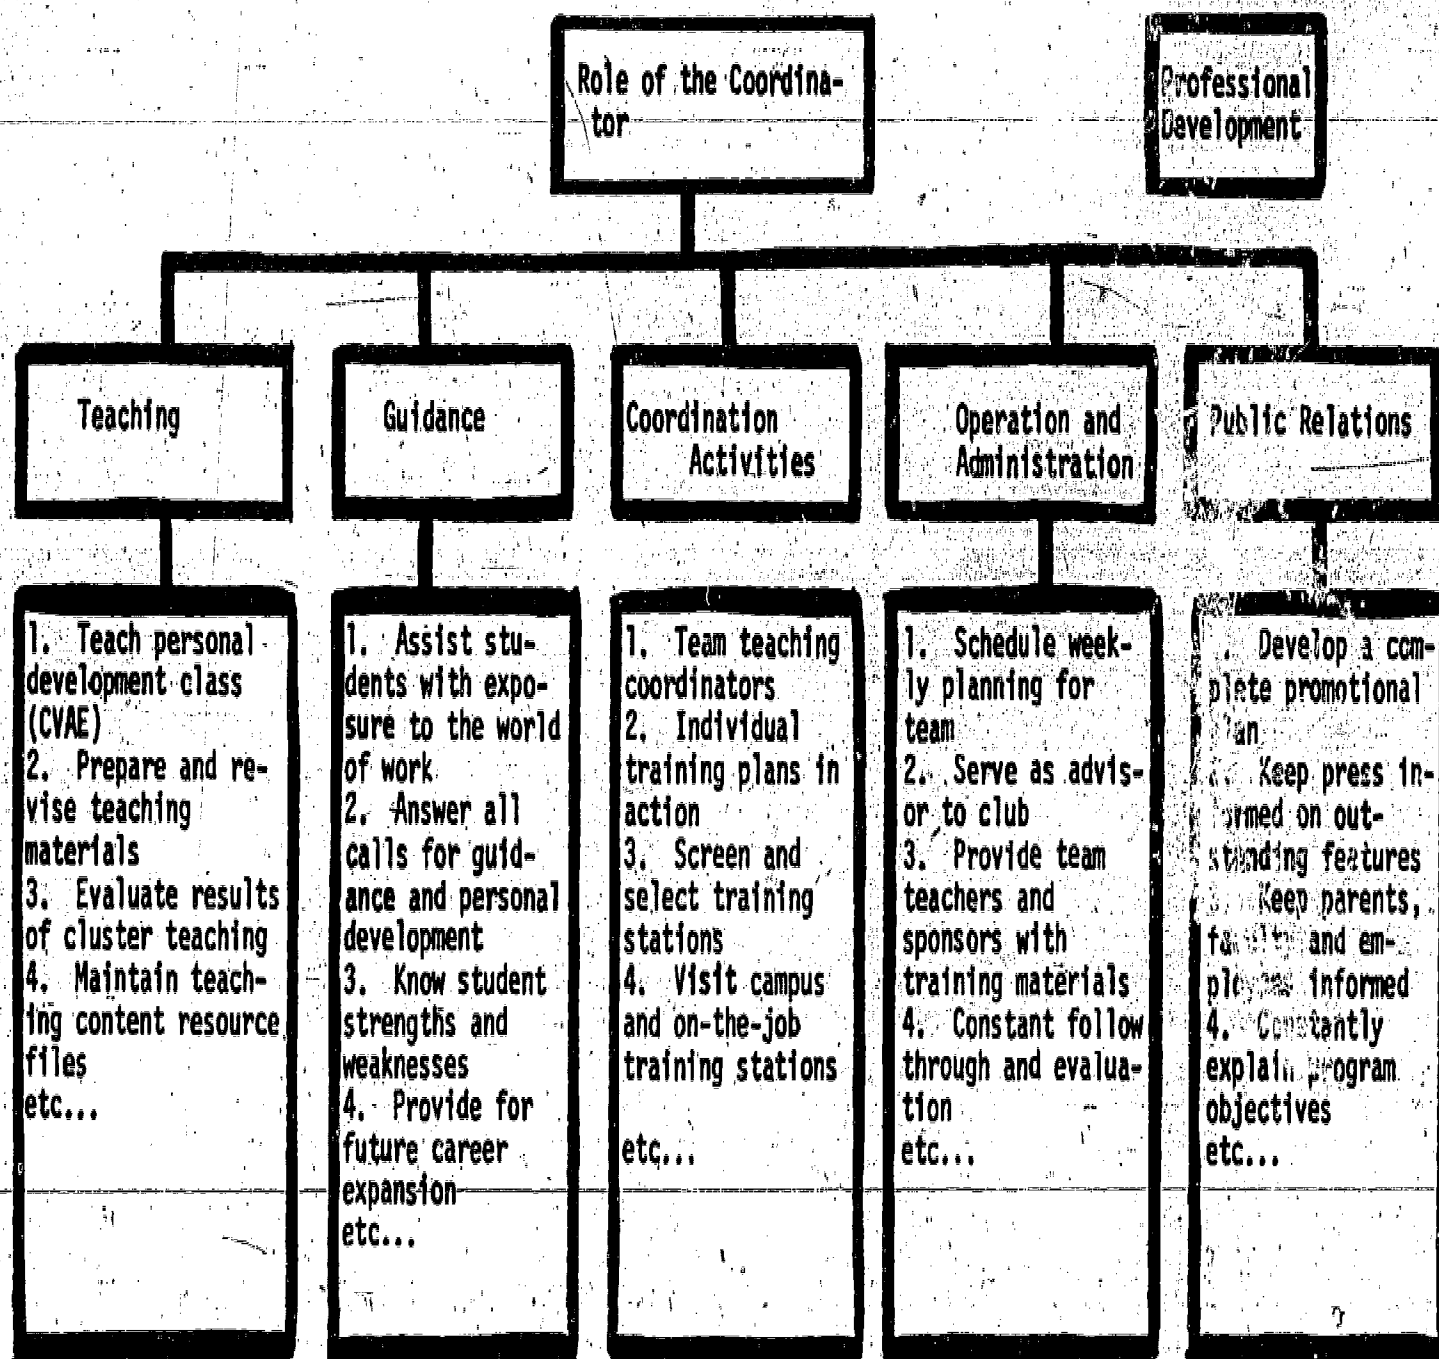 Role of the Coordina-
tor
Professional
Development
Teaching
Guidance
Coordination
Activities
Operation and
Administration
Public Relations
1. Teach personal
development class
(CVAE)
2. Prepare and re-
vise teaching
materials
3. Evaluate results
of cluster teaching
4. Maintain teach-
ing content resource
files
etc...
1. Assist stu-
dents with expo-
sure to the world
of work
2. Answer all
calls for guid-
ance and personal
development
3. Know student
strengths and
weaknesses
4. Provide for
future career
expansion
etc...
1. Team teaching
coordinators
2. Individual
training plans in
action
3. Screen and
select training
stations
4. Visit campus
and on-the-job
training stations
etc...
1. Schedule week-
ly planning for
team
2. Serve as advis-
or to club
3. Provide team
teachers and
sponsors with
training materials
4. Constant follow
through and evalua-
tion
etc...
Develop a com-
plete promotional
Keep press in-
formed on out-
standing features
Keep parents,
faculty and em-
informed
4. Constantly
explain program
objectives
etc...